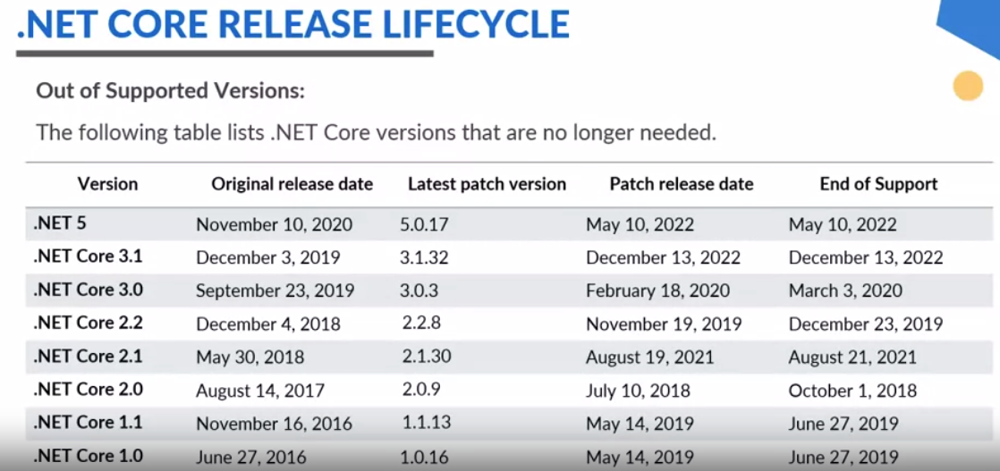 .NET CORE RELEASE LIFECYCLE
Out of Supported Versions:
The following table lists .NET Core versions that are no longer needed.
Version Original release date Latest patch version Patch release date End of Support
.NET 5 November 10, 2020 5.0.17 May 10, 2022 May 10, 2022
.NET Core 3.1 December 3, 2019 3.1.32 December 13, 2022 December 13, 2022
.NET Core 3.0 September 23, 2019 3.0.3 February 18, 2020 March 3, 2020
.NET Core 2.2 December 4, 2018 2.2.8 November 19, 2019 December 23, 2019
.NET Core 2.1 May 30, 2018 2.1.30 August 19, 2021 August 21, 2021
.NET Core 2.0 August 14, 2017 2.0.9 July 10, 2018 October 1, 2018
.NET Core 1.1 November 16, 2016 1.1.13 May 14, 2019 June 27, 2019
.NET Core 1.0 June 27, 2016 1.0.16 May 14, 2019 June 27, 2019